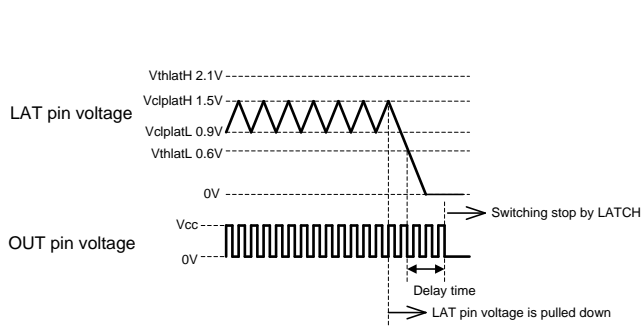 VthlatH 2.1V
LAT pin voltage
VclplatH 1.5V
VclplatL 0.9V
VthlatL 0.6V
0V
Switching stop by LATCH
OUT pin voltage
Vcc
0V
Delay time
LAT pin voltage is pulled down